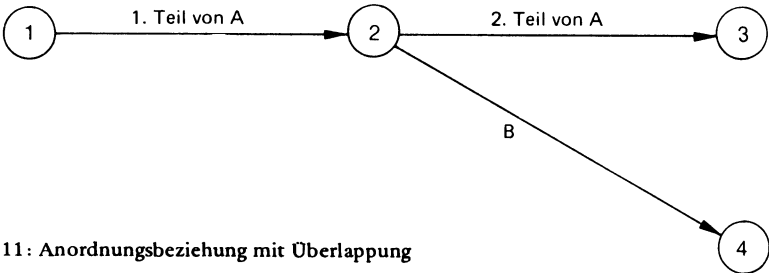 1. Teil von A
2. Teil von A
1
2
3
B
4
11: Anordnungsbeziehung mit Überlappung